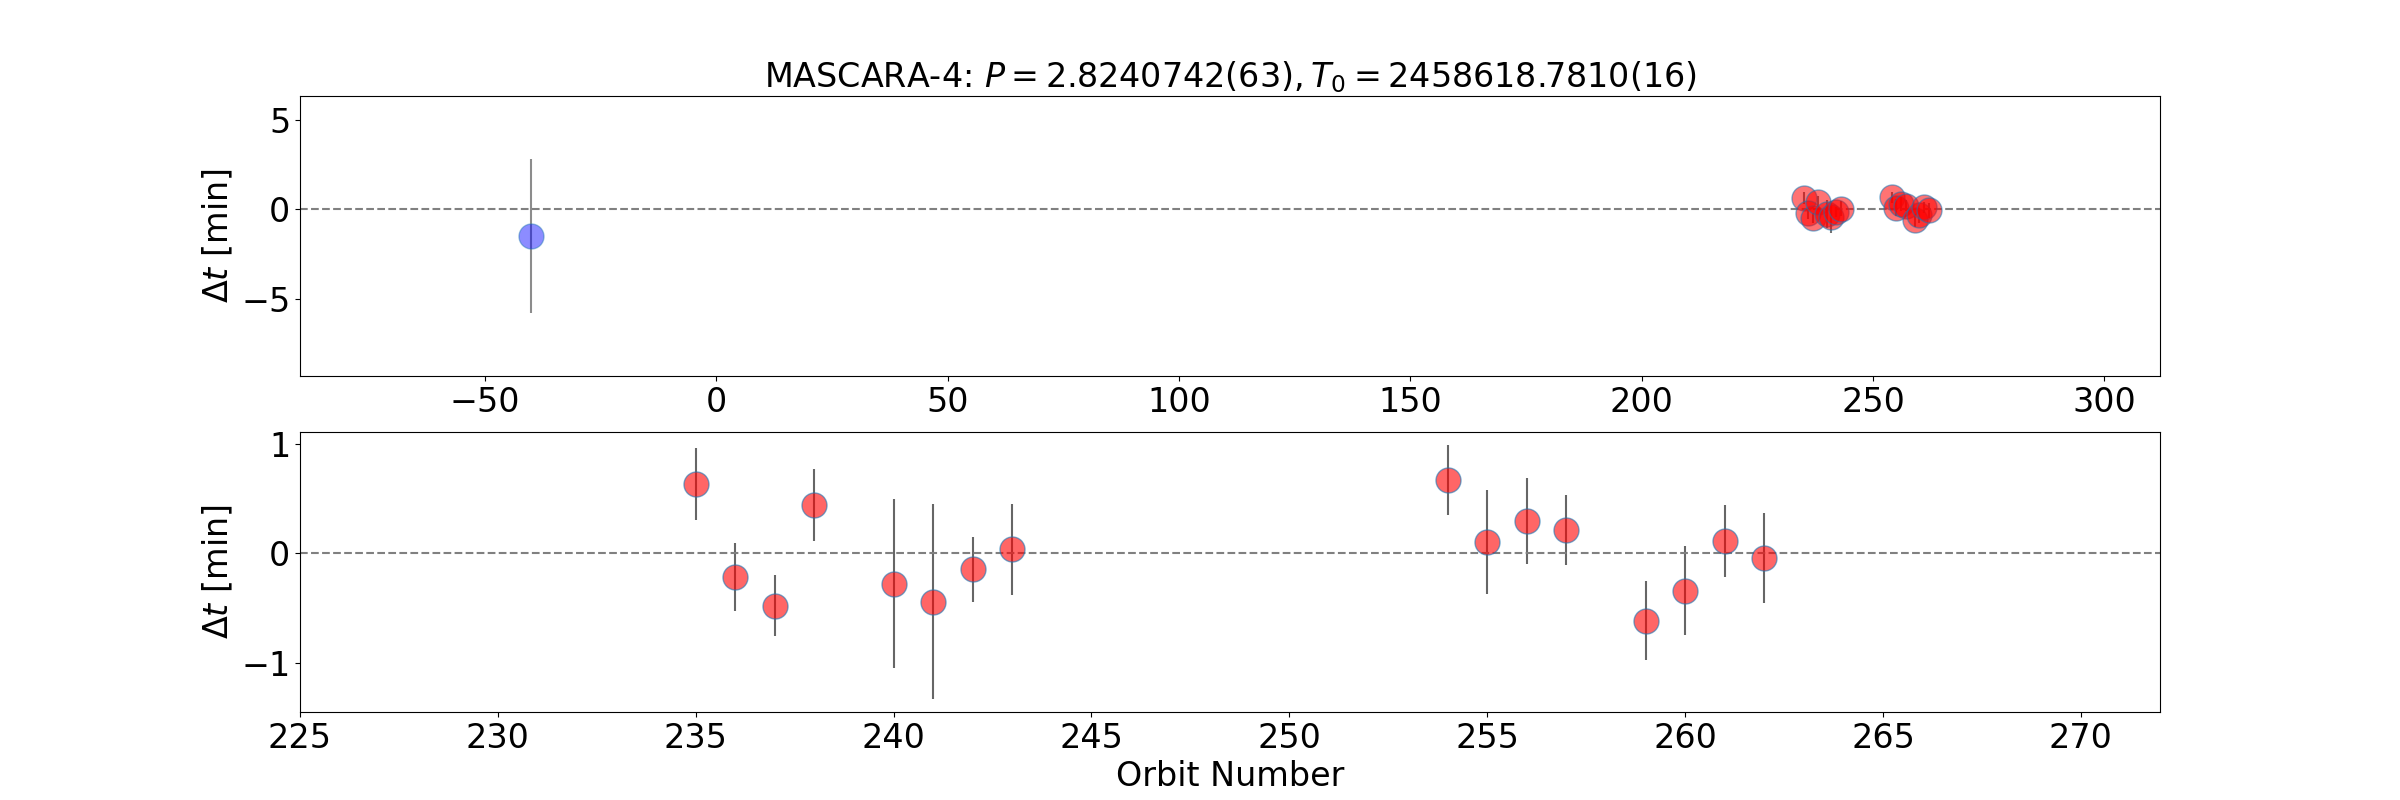 MASCARA-4: P = 2.8240742(63), T₀ = 2458618.7810(16)
5
0
−5
Δt [min]
−50 0 50 100 150 200 250 300
1
0
−1
Δt [min]
225 230 235 240 245 250 255 260 265 270
Orbit Number